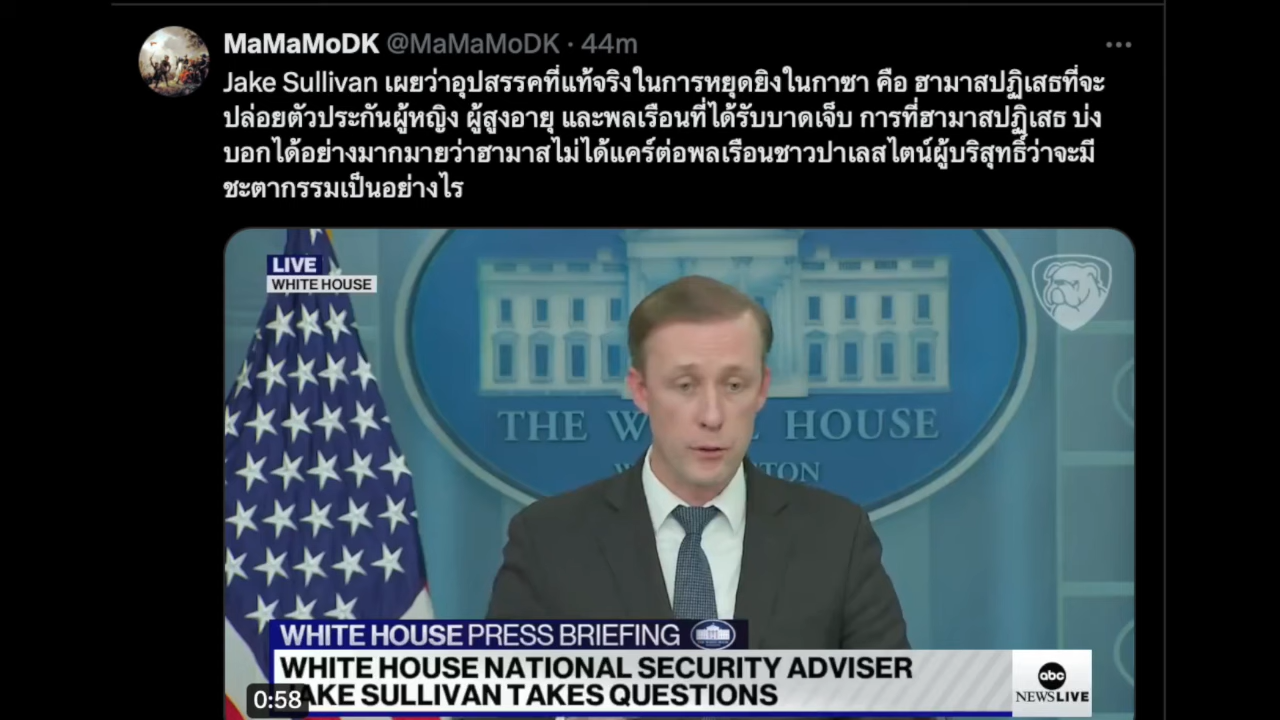 MaMaMoDK @MaMaMoDK · 44m
Jake Sullivan เผยว่าอุปสรรคที่แท้จริงในการหยุดยิงในกาซา คือ ฮามาสปฏิเสธที่จะ
ปล่อยตัวประกันผู้หญิง ผู้สูงอายุ และพลเรือนที่ได้รับบาดเจ็บ การที่ฮามาสปฏิเสธ บ่ง
บอกได้อย่างมากมายว่าฮามาสไม่ได้แคร์ต่อพลเรือนชาวปาเลสไตน์ผู้บริสุทธิ์ว่าจะมี
ชะตากรรมเป็นอย่างไร
LIVE
WHITE HOUSE
THE W E HOUSE
W TON
WHITE HOUSE PRESS BRIEFING
WHITE HOUSE NATIONAL SECURITY ADVISER
AKE SULLIVAN TAKES QUESTIONS
0:58
abc
NEWS LIVE